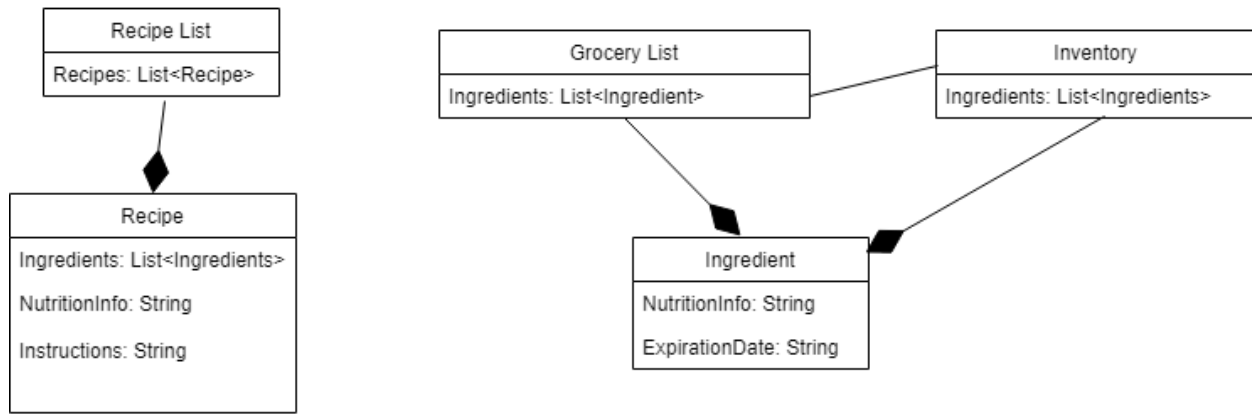 Recipe List
Recipes: List<Recipe>
Recipe
Ingredients: List<Ingredients>
NutritionInfo: String
Instructions: String
Grocery List
Ingredients: List<Ingredient>
Inventory
Ingredients: List<Ingredients>
Ingredient
NutritionInfo: String
ExpirationDate: String